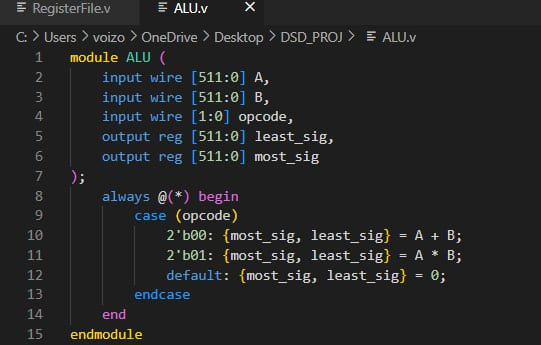 RegisterFile.v ALU.v ×
C: > Users > voizo > OneDrive > Desktop > DSD_PROJ > ALU.v
1 module ALU (
2 input wire [511:0] A,
3 input wire [511:0] B,
4 input wire [1:0] opcode,
5 output reg [511:0] least_sig,
6 output reg [511:0] most_sig
7 );
8 always @(*) begin
9 case (opcode)
10 2'b00: {most_sig, least_sig} = A + B;
11 2'b01: {most_sig, least_sig} = A * B;
12 default: {most_sig, least_sig} = 0;
13 endcase
14 end
15 endmodule